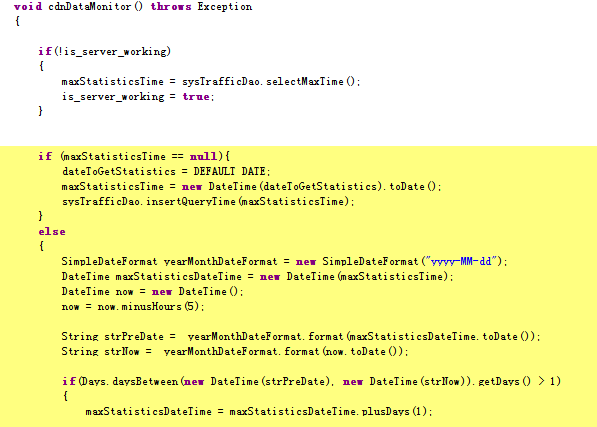 void cdnDataMonitor() throws Exception
{
if(!is_server_working)
{
maxStatisticsTime = sysTrafficDao.selectMaxTime();
is_server_working = true;
}
if (maxStatisticsTime == null){
dateToGetStatistics = DEFAULT_DATE;
maxStatisticsTime = new DateTime(dateToGetStatistics).toDate();
sysTrafficDao.insertQueryTime(maxStatisticsTime);
}
else
{
SimpleDateFormat yearMonthDateFormat = new SimpleDateFormat("yyyy-MM-dd");
DateTime maxStatisticsDateTime = new DateTime(maxStatisticsTime);
DateTime now = new DateTime();
now = now.minusHours(5);
String strPreDate = yearMonthDateFormat.format(maxStatisticsDateTime.toDate());
String strNow = yearMonthDateFormat.format(now.toDate());
if(Days.daysBetween(new DateTime(strPreDate), new DateTime(strNow)).getDays() > 1)
{
maxStatisticsDateTime = maxStatisticsDateTime.plusDays(1);